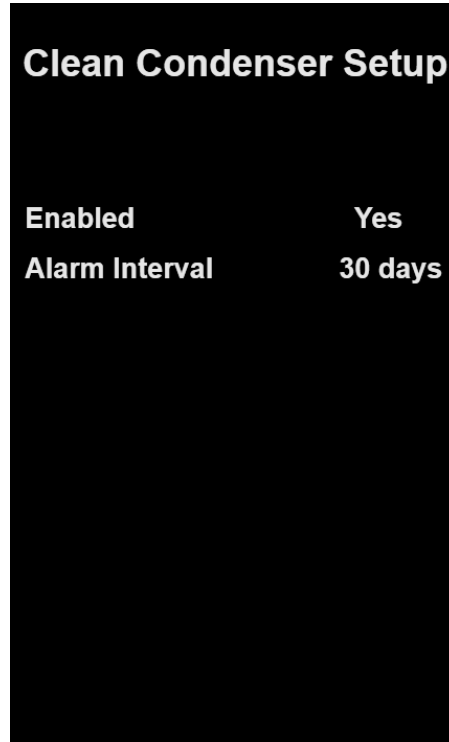 Clean Condenser Setup
Enabled Yes
Alarm Interval 30 days